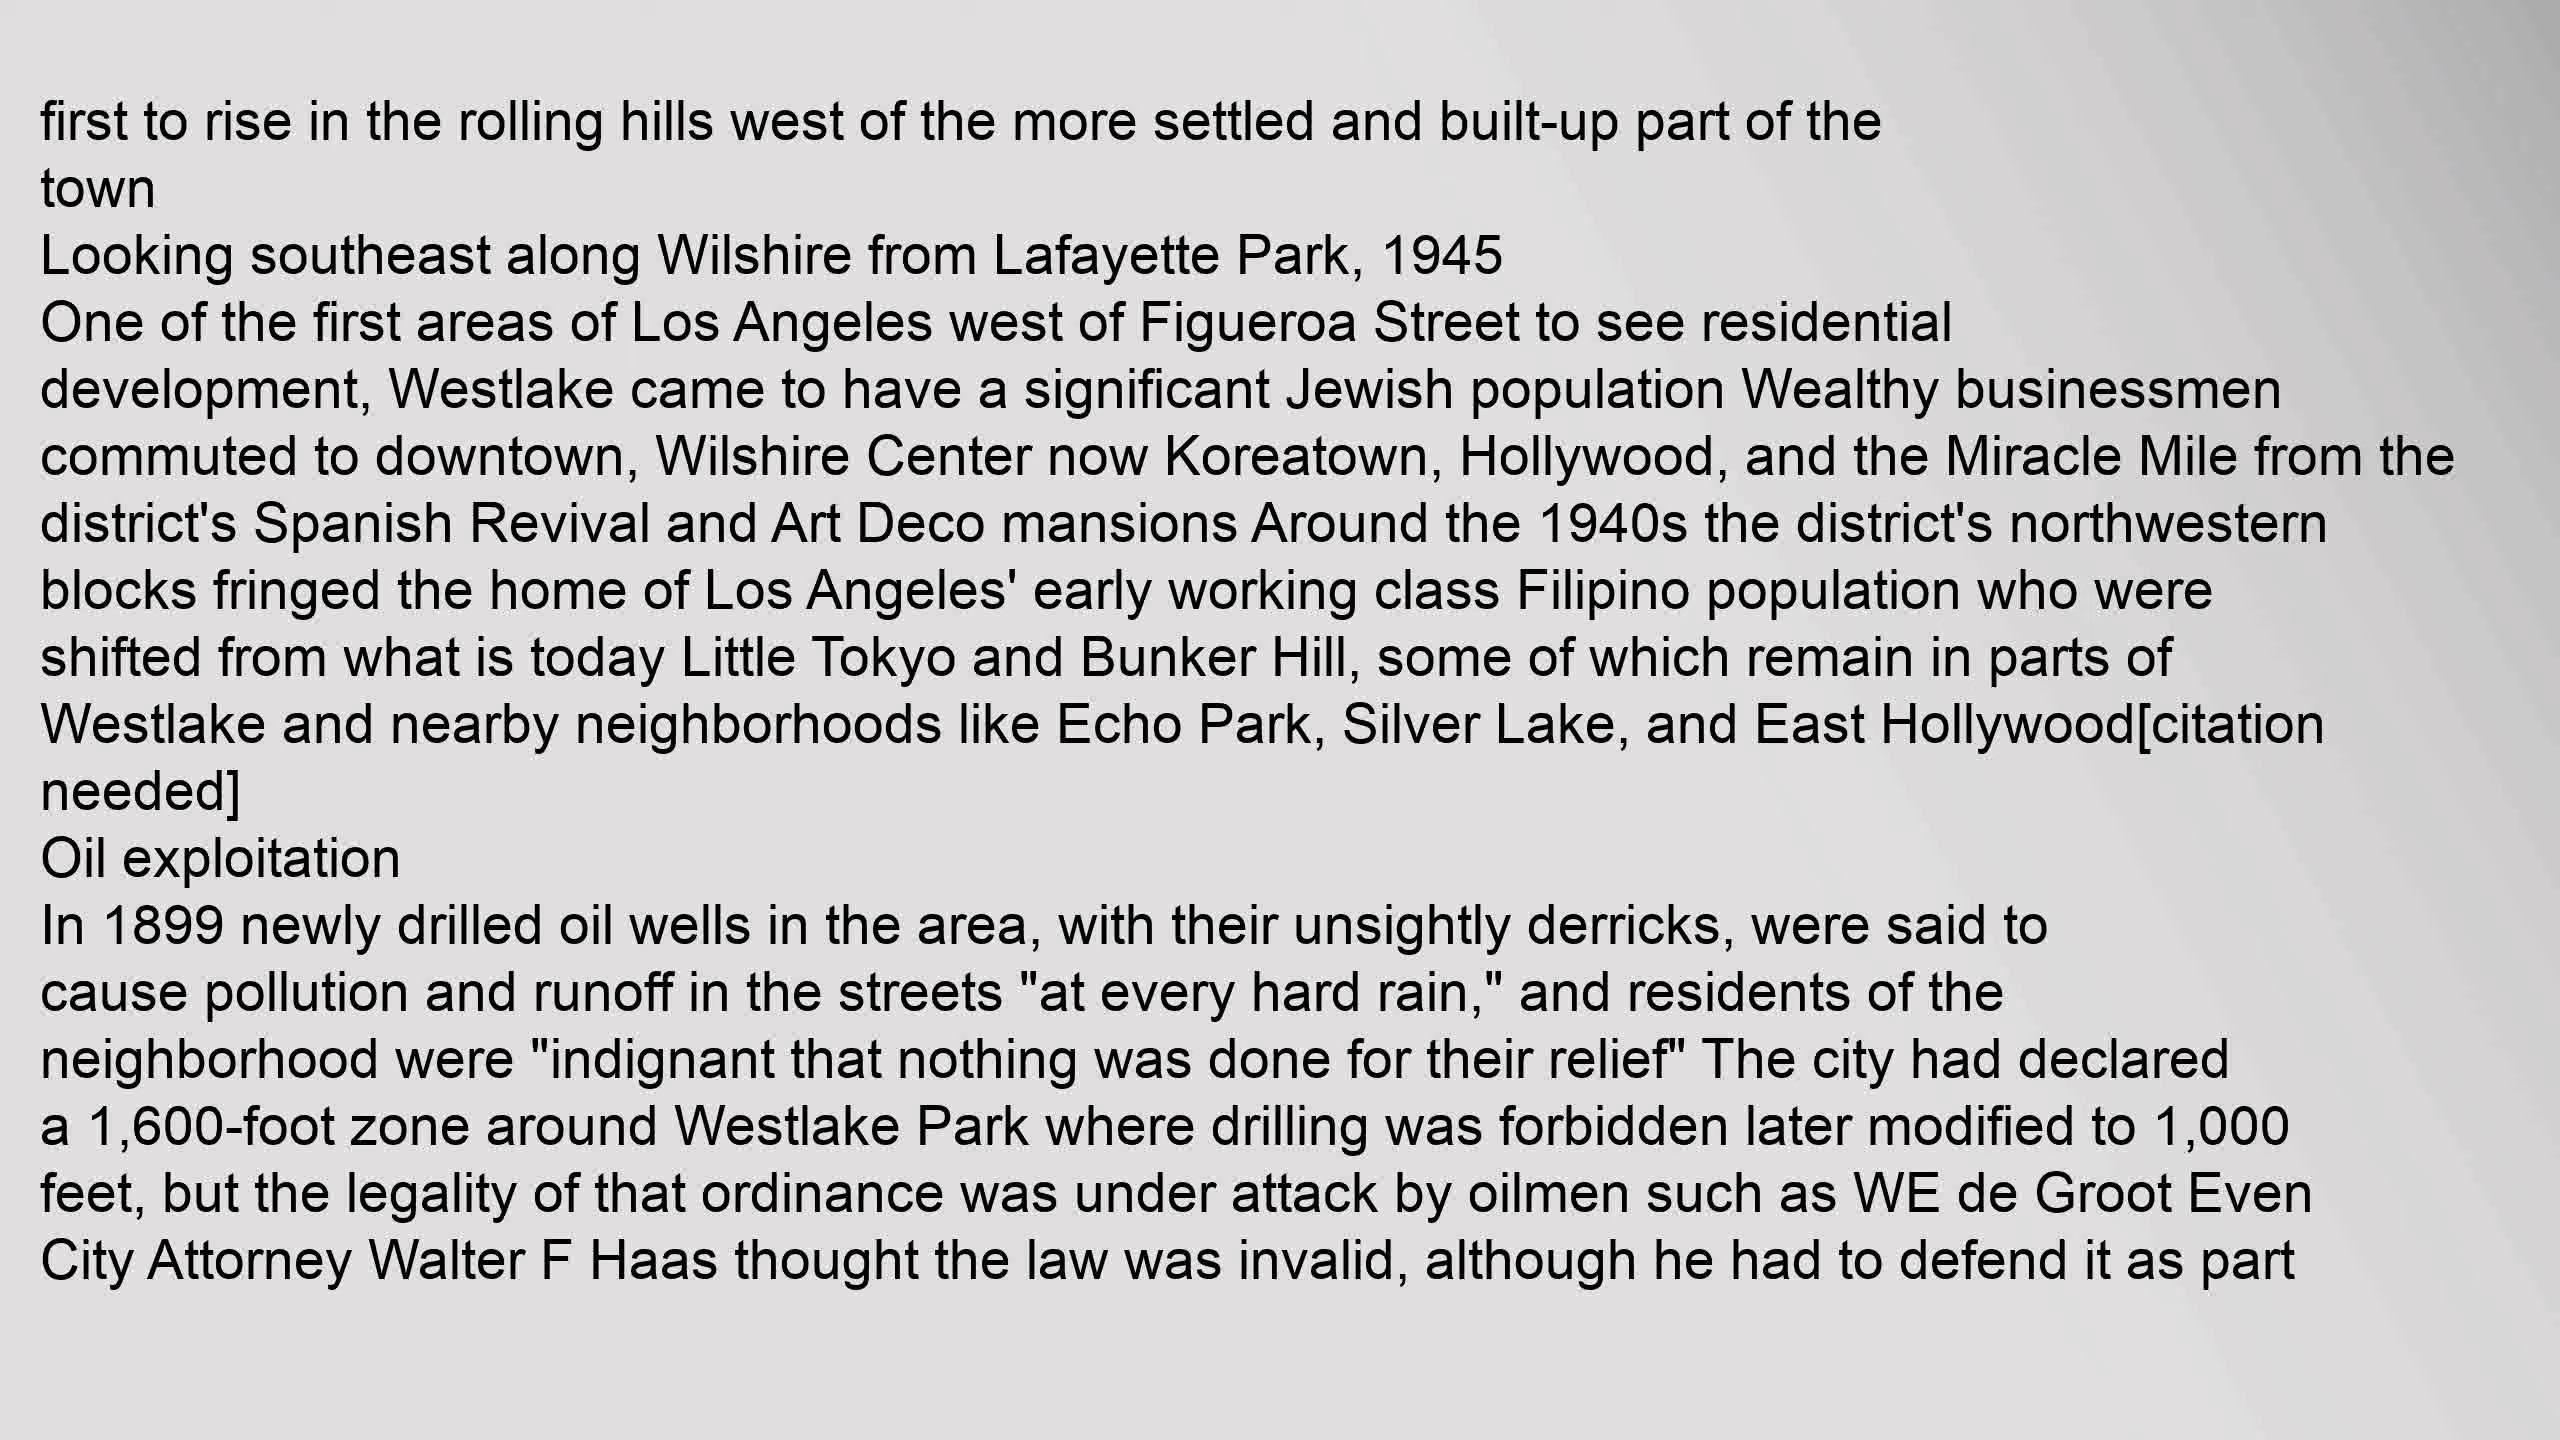 first to rise in the rolling hills west of the more settled and built-up part of the
town
Looking southeast along Wilshire from Lafayette Park, 1945
One of the first areas of Los Angeles west of Figueroa Street to see residential
development, Westlake came to have a significant Jewish population Wealthy businessmen
commuted to downtown, Wilshire Center now Koreatown, Hollywood, and the Miracle Mile from the
district's Spanish Revival and Art Deco mansions Around the 1940s the district's northwestern
blocks fringed the home of Los Angeles' early working class Filipino population who were
shifted from what is today Little Tokyo and Bunker Hill, some of which remain in parts of
Westlake and nearby neighborhoods like Echo Park, Silver Lake, and East Hollywood[citation
needed]
Oil exploitation
In 1899 newly drilled oil wells in the area, with their unsightly derricks, were said to
cause pollution and runoff in the streets "at every hard rain," and residents of the
neighborhood were "indignant that nothing was done for their relief" The city had declared
a 1,600-foot zone around Westlake Park where drilling was forbidden later modified to 1,000
feet, but the legality of that ordinance was under attack by oilmen such as WE de Groot Even
City Attorney Walter F Haas thought the law was invalid, although he had to defend it as part